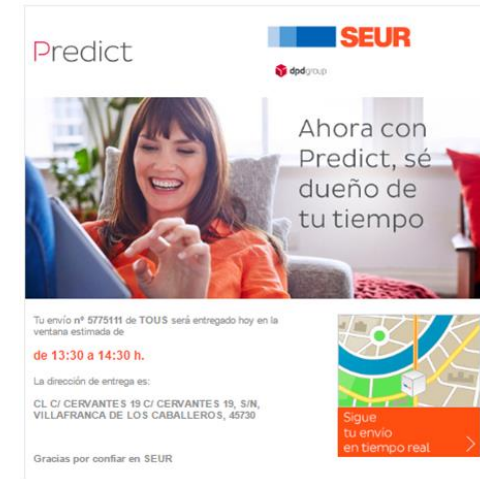 Predict
SEUR
dpdgroup
Ahora con
Predict, sé
dueño de
tu tiempo
Tu envío nº 5775111 de TOUS será entregado hoy en la
ventana estimada de
de 13:30 a 14:30 h.
La dirección de entrega es:
CL C/ CERVANTES 19 C/ CERVANTES 19, S/N,
VILLAFRANCA DE LOS CABALLEROS, 45730
Sigue
tu envío
en tiempo real
Gracias por confiar en SEUR